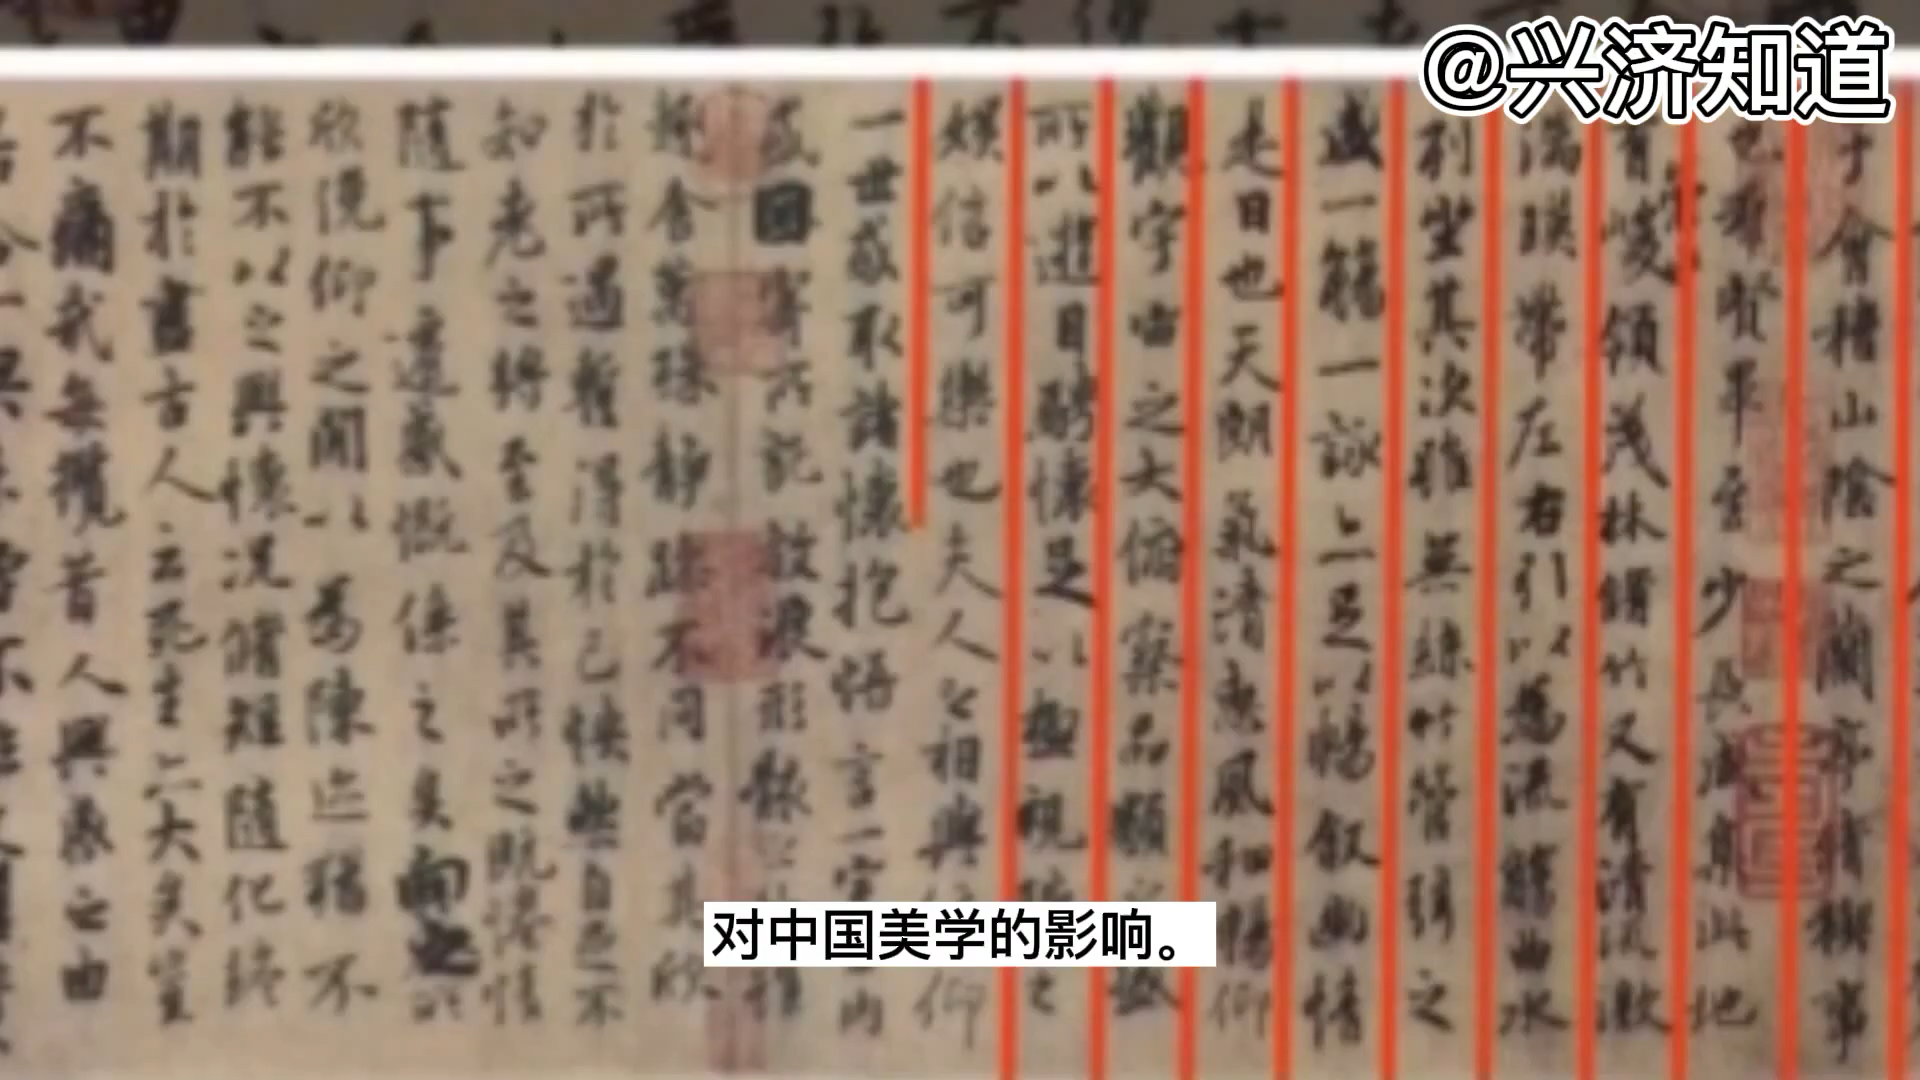 @兴济知道
于會稽山陰之蘭亭脩稧事
也群賢畢至少長咸集此地
有崇山峻領茂林脩竹又有清流激
湍暎帶左右引以為流觴曲水
列坐其次雖無絲竹管弦之
盛一觴一詠亦足以暢叙幽情
是日也天朗氣清惠風和暢仰
觀宇宙之大俯察品類之盛
所以遊目騁懷足以極視聽之
娛信可樂也夫人之相與俯仰
一世或取諸懷抱悟言一室內
或因寄所託放浪形骸
趣舍萬殊靜躁不同當其欣
於所遇暫得於己怏然自足不
知老之將至及其所之既惓情
隨事遷感慨係之矣向之所
欣俛仰之閒以為陳迹猶不
能不以之興懷況脩短隨化終
期於盡古人云死生亦大矣豈
不痛哉每攬昔人興感之由
对中国美学的影响。